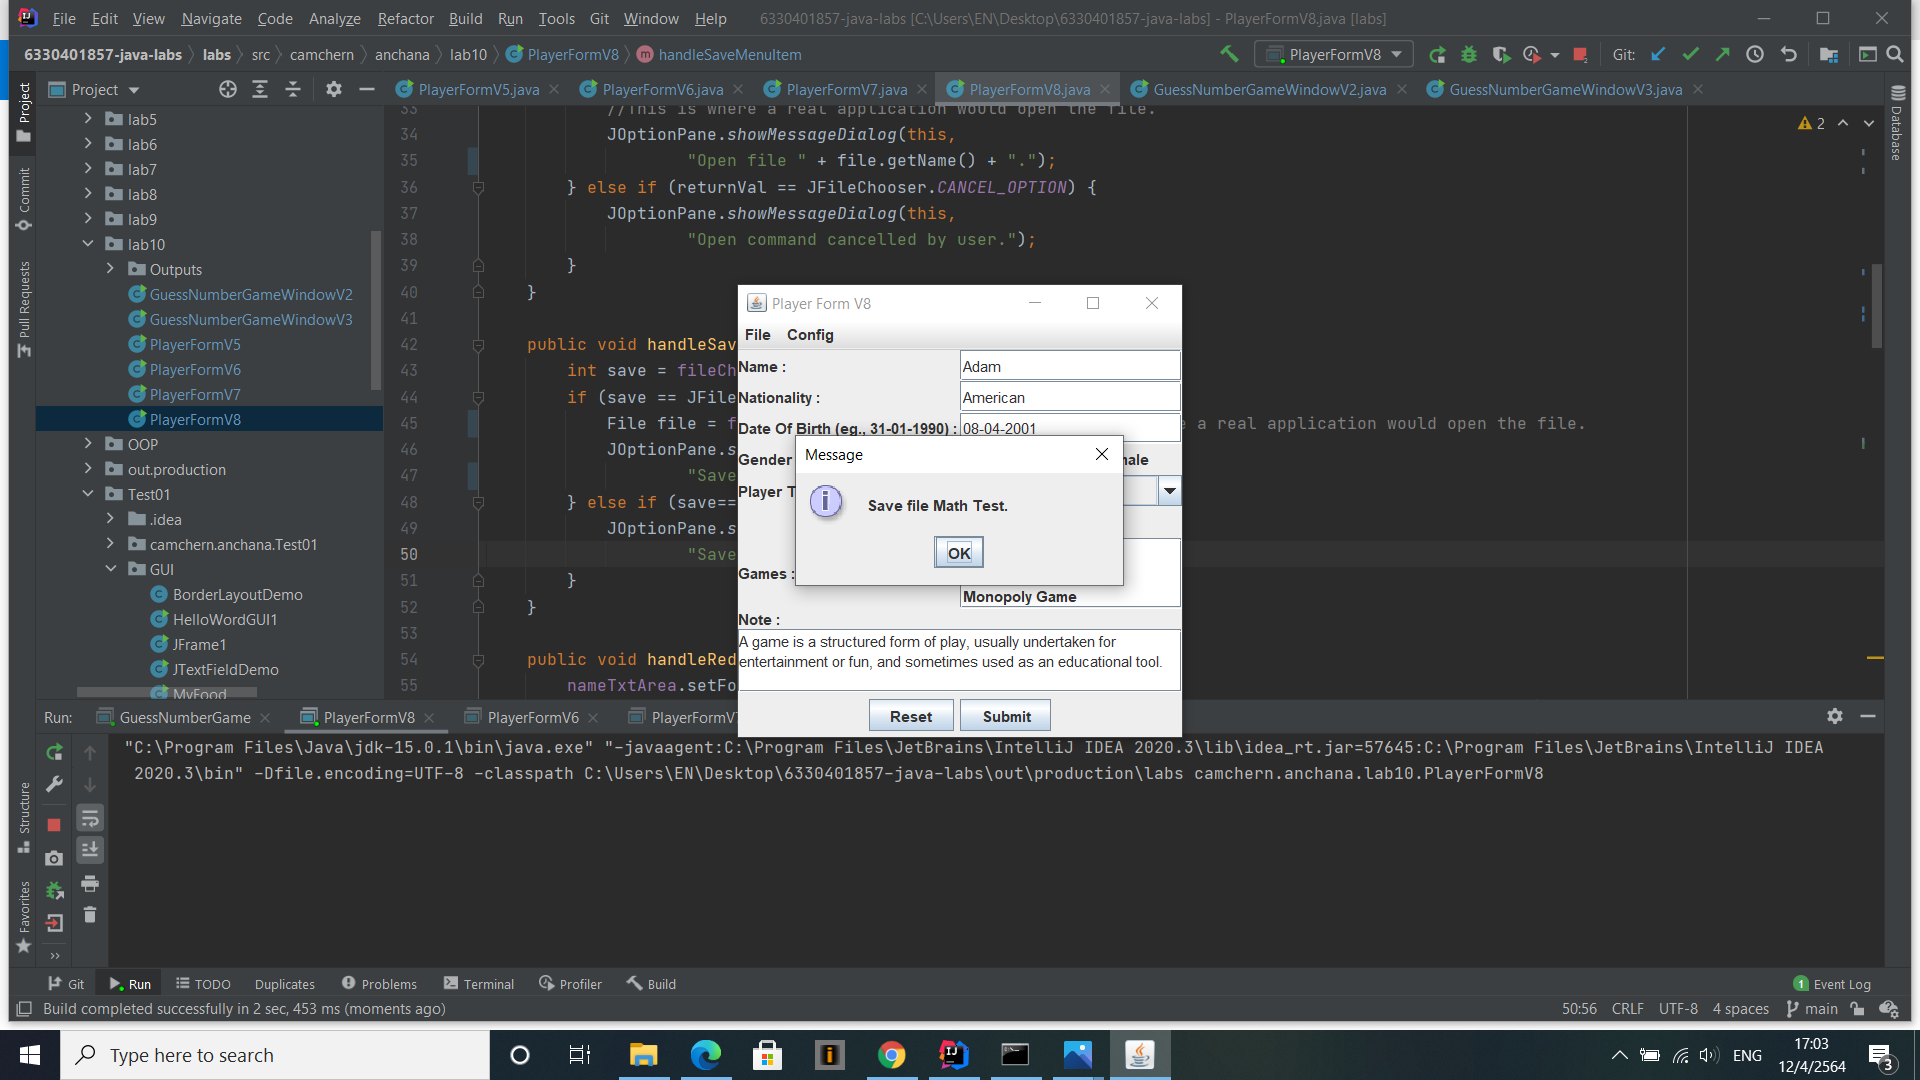 File Edit View Navigate Code Analyze Refactor Build Run Tools Git Window Help 6330401857-java-labs [C:\Users\EN\Desktop\6330401857-java-labs] - PlayerFormV8.java [labs]
6330401857-java-labs labs src camchern anchana lab10 PlayerFormV8 handleSaveMenuItem PlayerFormV8 Git:
Project PlayerFormV5.java PlayerFormV6.java PlayerFormV7.java PlayerFormV8.java GuessNumberGameWindowV2.java GuessNumberGameWindowV3.java
Project
Commit
Pull Requests
Structure
Favorites
Database
lab5
lab6
lab7
lab8
lab9
lab10
Outputs
GuessNumberGameWindowV2
GuessNumberGameWindowV3
PlayerFormV5
PlayerFormV6
PlayerFormV7
PlayerFormV8
OOP
out.production
Test01
.idea
camchern.anchana.Test01
GUI
BorderLayoutDemo
HelloWordGUI1
JFrame1
JTextFieldDemo
MyFood
2
33 //This is where a real application would open the file.
34 JOptionPane.showMessageDialog(this,
35 "Open file " + file.getName() + ".");
36 } else if (returnVal == JFileChooser.CANCEL_OPTION) {
37 JOptionPane.showMessageDialog(this,
38 "Open command cancelled by user.");
39 }
40 }
41
42 public void handleSav
43 int save = fileCh
44 if (save == JFile
45 File file = f e a real application would open the file.
46 JOptionPane.s
47 "Save
48 } else if (save==
49 JOptionPane.s
50 "Save
51 }
52 }
53
54 public void handleRed
55 nameTxtArea.setFo
Player Form V8
File Config
Name : Adam
Nationality : American
Date Of Birth (eg., 31-01-1990) : 08-04-2001
Gender male
Player T
Games :
Monopoly Game
Note :
A game is a structured form of play, usually undertaken for
entertainment or fun, and sometimes used as an educational tool.
Reset Submit
Message
Save file Math Test.
OK
Run: GuessNumberGame PlayerFormV8 PlayerFormV6 PlayerFormV7
"C:\Program Files\Java\jdk-15.0.1\bin\java.exe" "-javaagent:C:\Program Files\JetBrains\IntelliJ IDEA 2020.3\lib\idea_rt.jar=57645:C:\Program Files\JetBrains\IntelliJ IDEA
2020.3\bin" -Dfile.encoding=UTF-8 -classpath C:\Users\EN\Desktop\6330401857-java-labs\out\production\labs camchern.anchana.lab10.PlayerFormV8
Git Run TODO Duplicates Problems Terminal Profiler Build 1 Event Log
Build completed successfully in 2 sec, 453 ms (moments ago) 50:56 CRLF UTF-8 4 spaces main
Type here to search ENG 17:03
12/4/2564 3